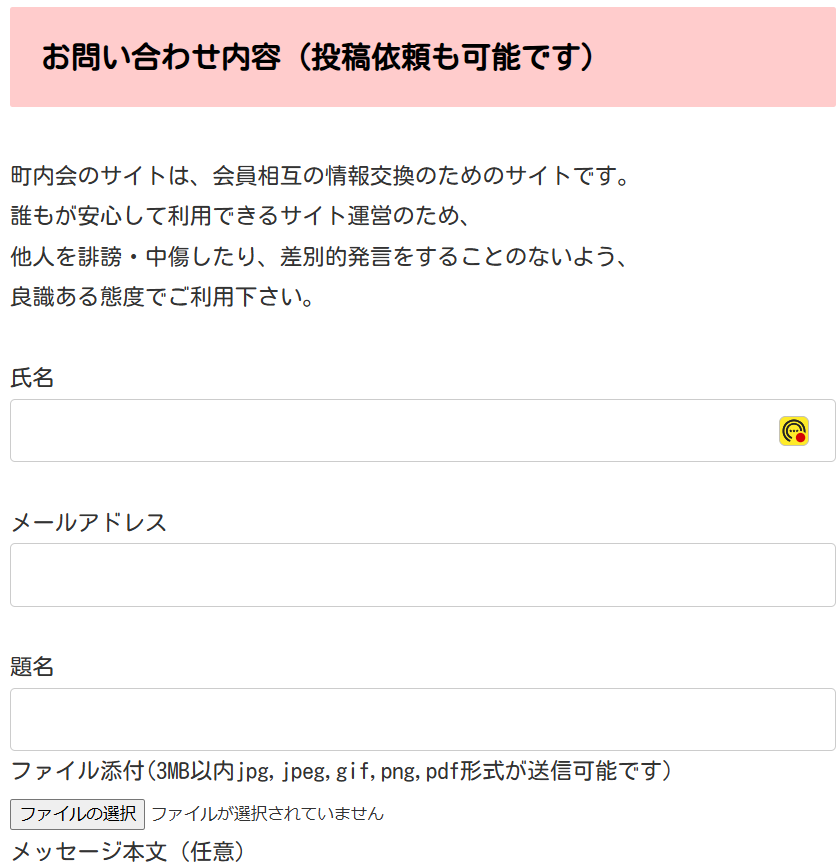 お問い合わせ内容（投稿依頼も可能です）
町内会のサイトは、会員相互の情報交換のためのサイトです。
誰もが安心して利用できるサイト運営のため、
他人を誹謗・中傷したり、差別的発言をすることのないよう、
良識ある態度でご利用下さい。
氏名
メールアドレス
題名
ファイル添付(3MB以内jpg,jpeg,gif,png,pdf形式が送信可能です)
ファイルの選択 ファイルが選択されていません
メッセージ本文（任意）